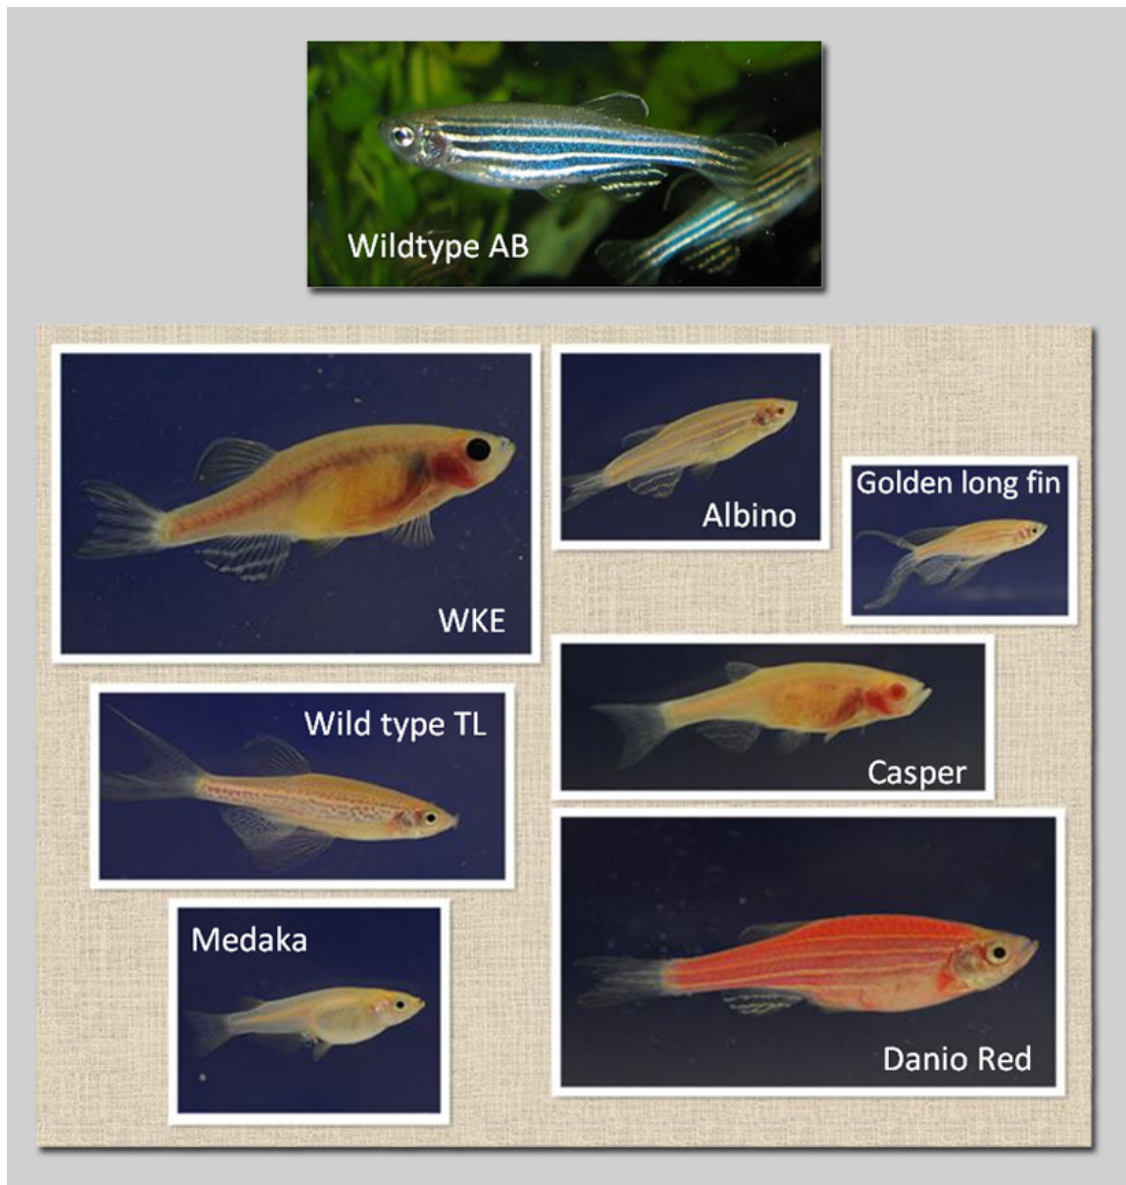 Wildtype AB
WKE
Albino
Golden long fin
Wild type TL
Casper
Medaka
Danio Red